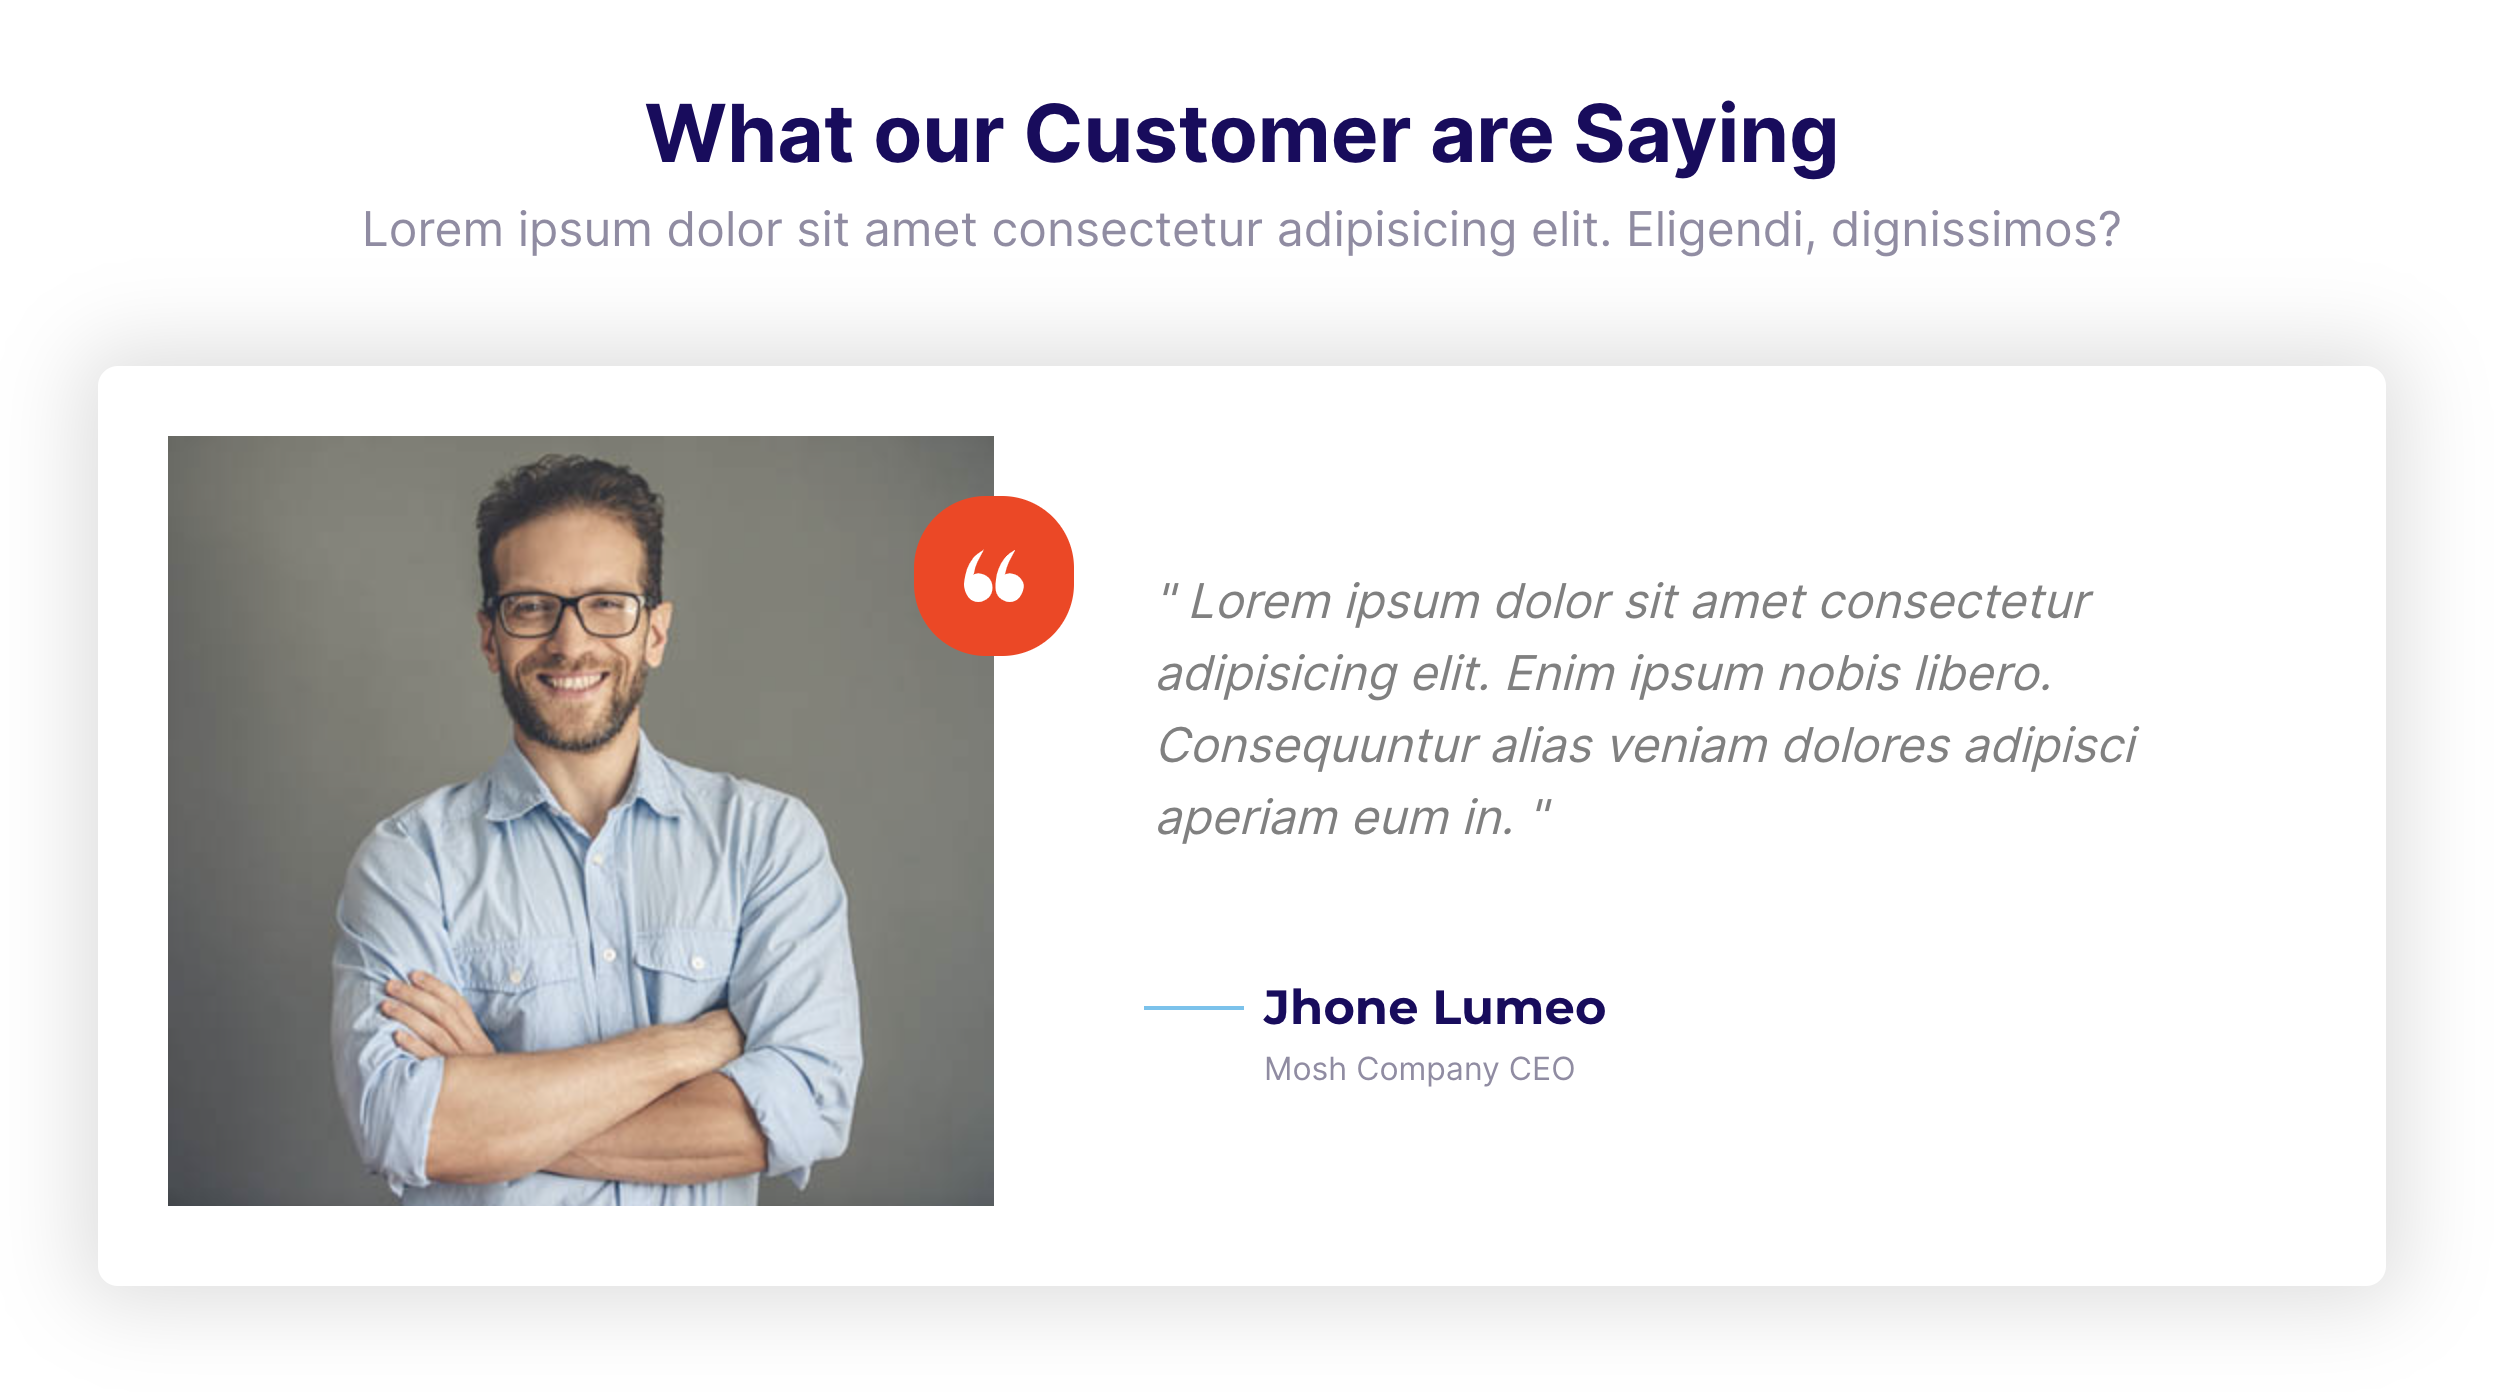 What our Customer are Saying
Lorem ipsum dolor sit amet consectetur adipisicing elit. Eligendi, dignissimos?
" Lorem ipsum dolor sit amet consectetur
adipisicing elit. Enim ipsum nobis libero.
Consequuntur alias veniam dolores adipisci
aperiam eum in. "
Jhone Lumeo
Mosh Company CEO